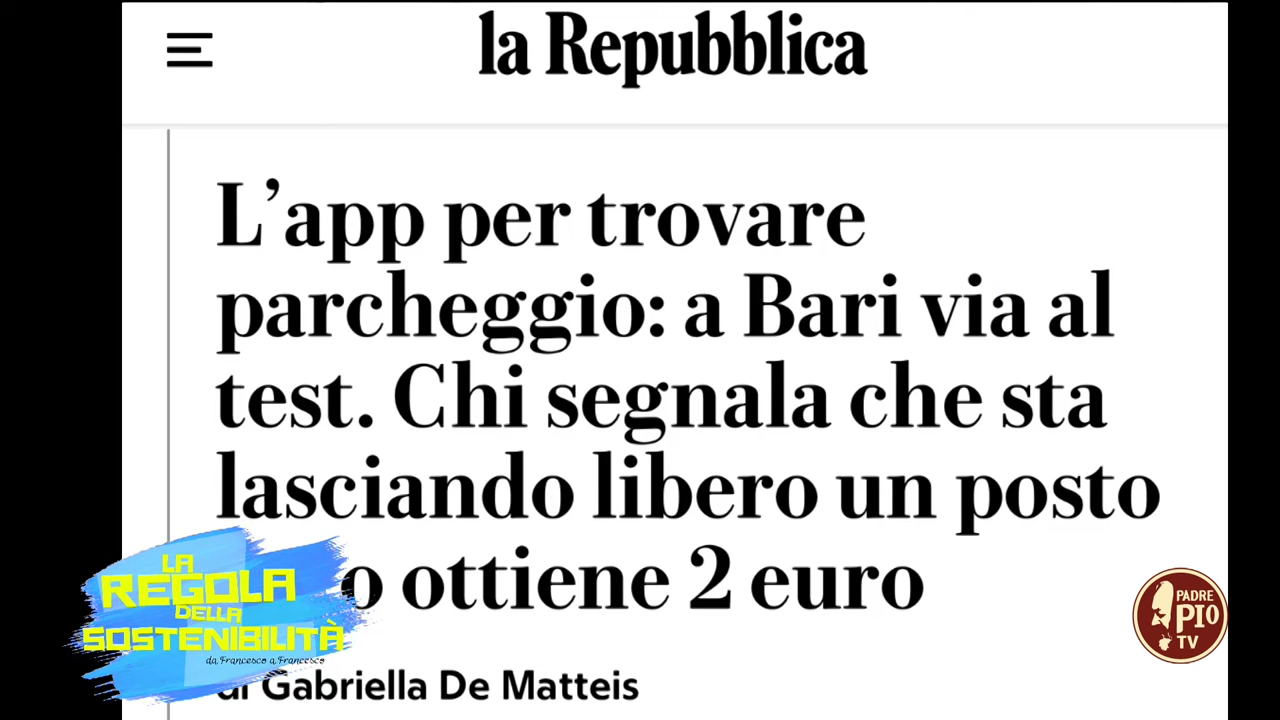 la Repubblica
L'app per trovare
parcheggio: a Bari via al
test. Chi segnala che sta
lasciando libero un posto
ottiene 2 euro
di Gabriella De Matteis
LA
REGOLA
DELLA
SOSTENIBILITÀ
da Francesco a Francesco
PADRE
PIO
TV